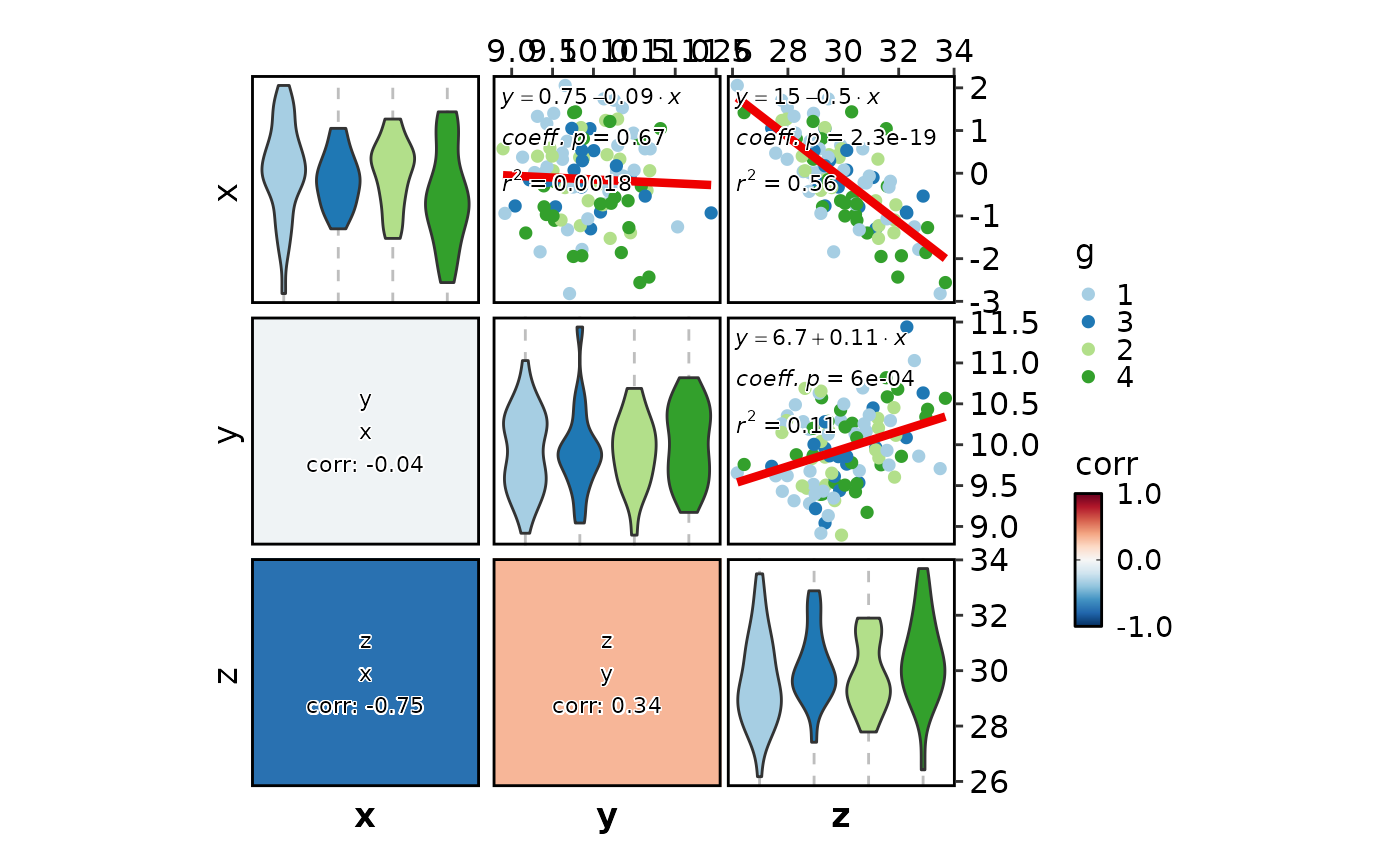 9.0 9.5 10.0 10.5 11.0 11.5 26 28 30 32 34
x
y = 0.75 −0.09 · x
coeff. p = 0.67
r² = 0.0018
y = 15 −0.5 · x
coeff. p = 2.3e-19
r² = 0.56
2
1
0
-1
-2
-3
y
y
x
corr: -0.04
y = 6.7 + 0.11 · x
coeff. p = 6e-04
r² = 0.11
11.5
11.0
10.5
10.0
9.5
9.0
z
z
x
corr: -0.75
z
y
corr: 0.34
34
32
30
28
26
x y z
g
1
3
2
4
corr
1.0
0.0
-1.0